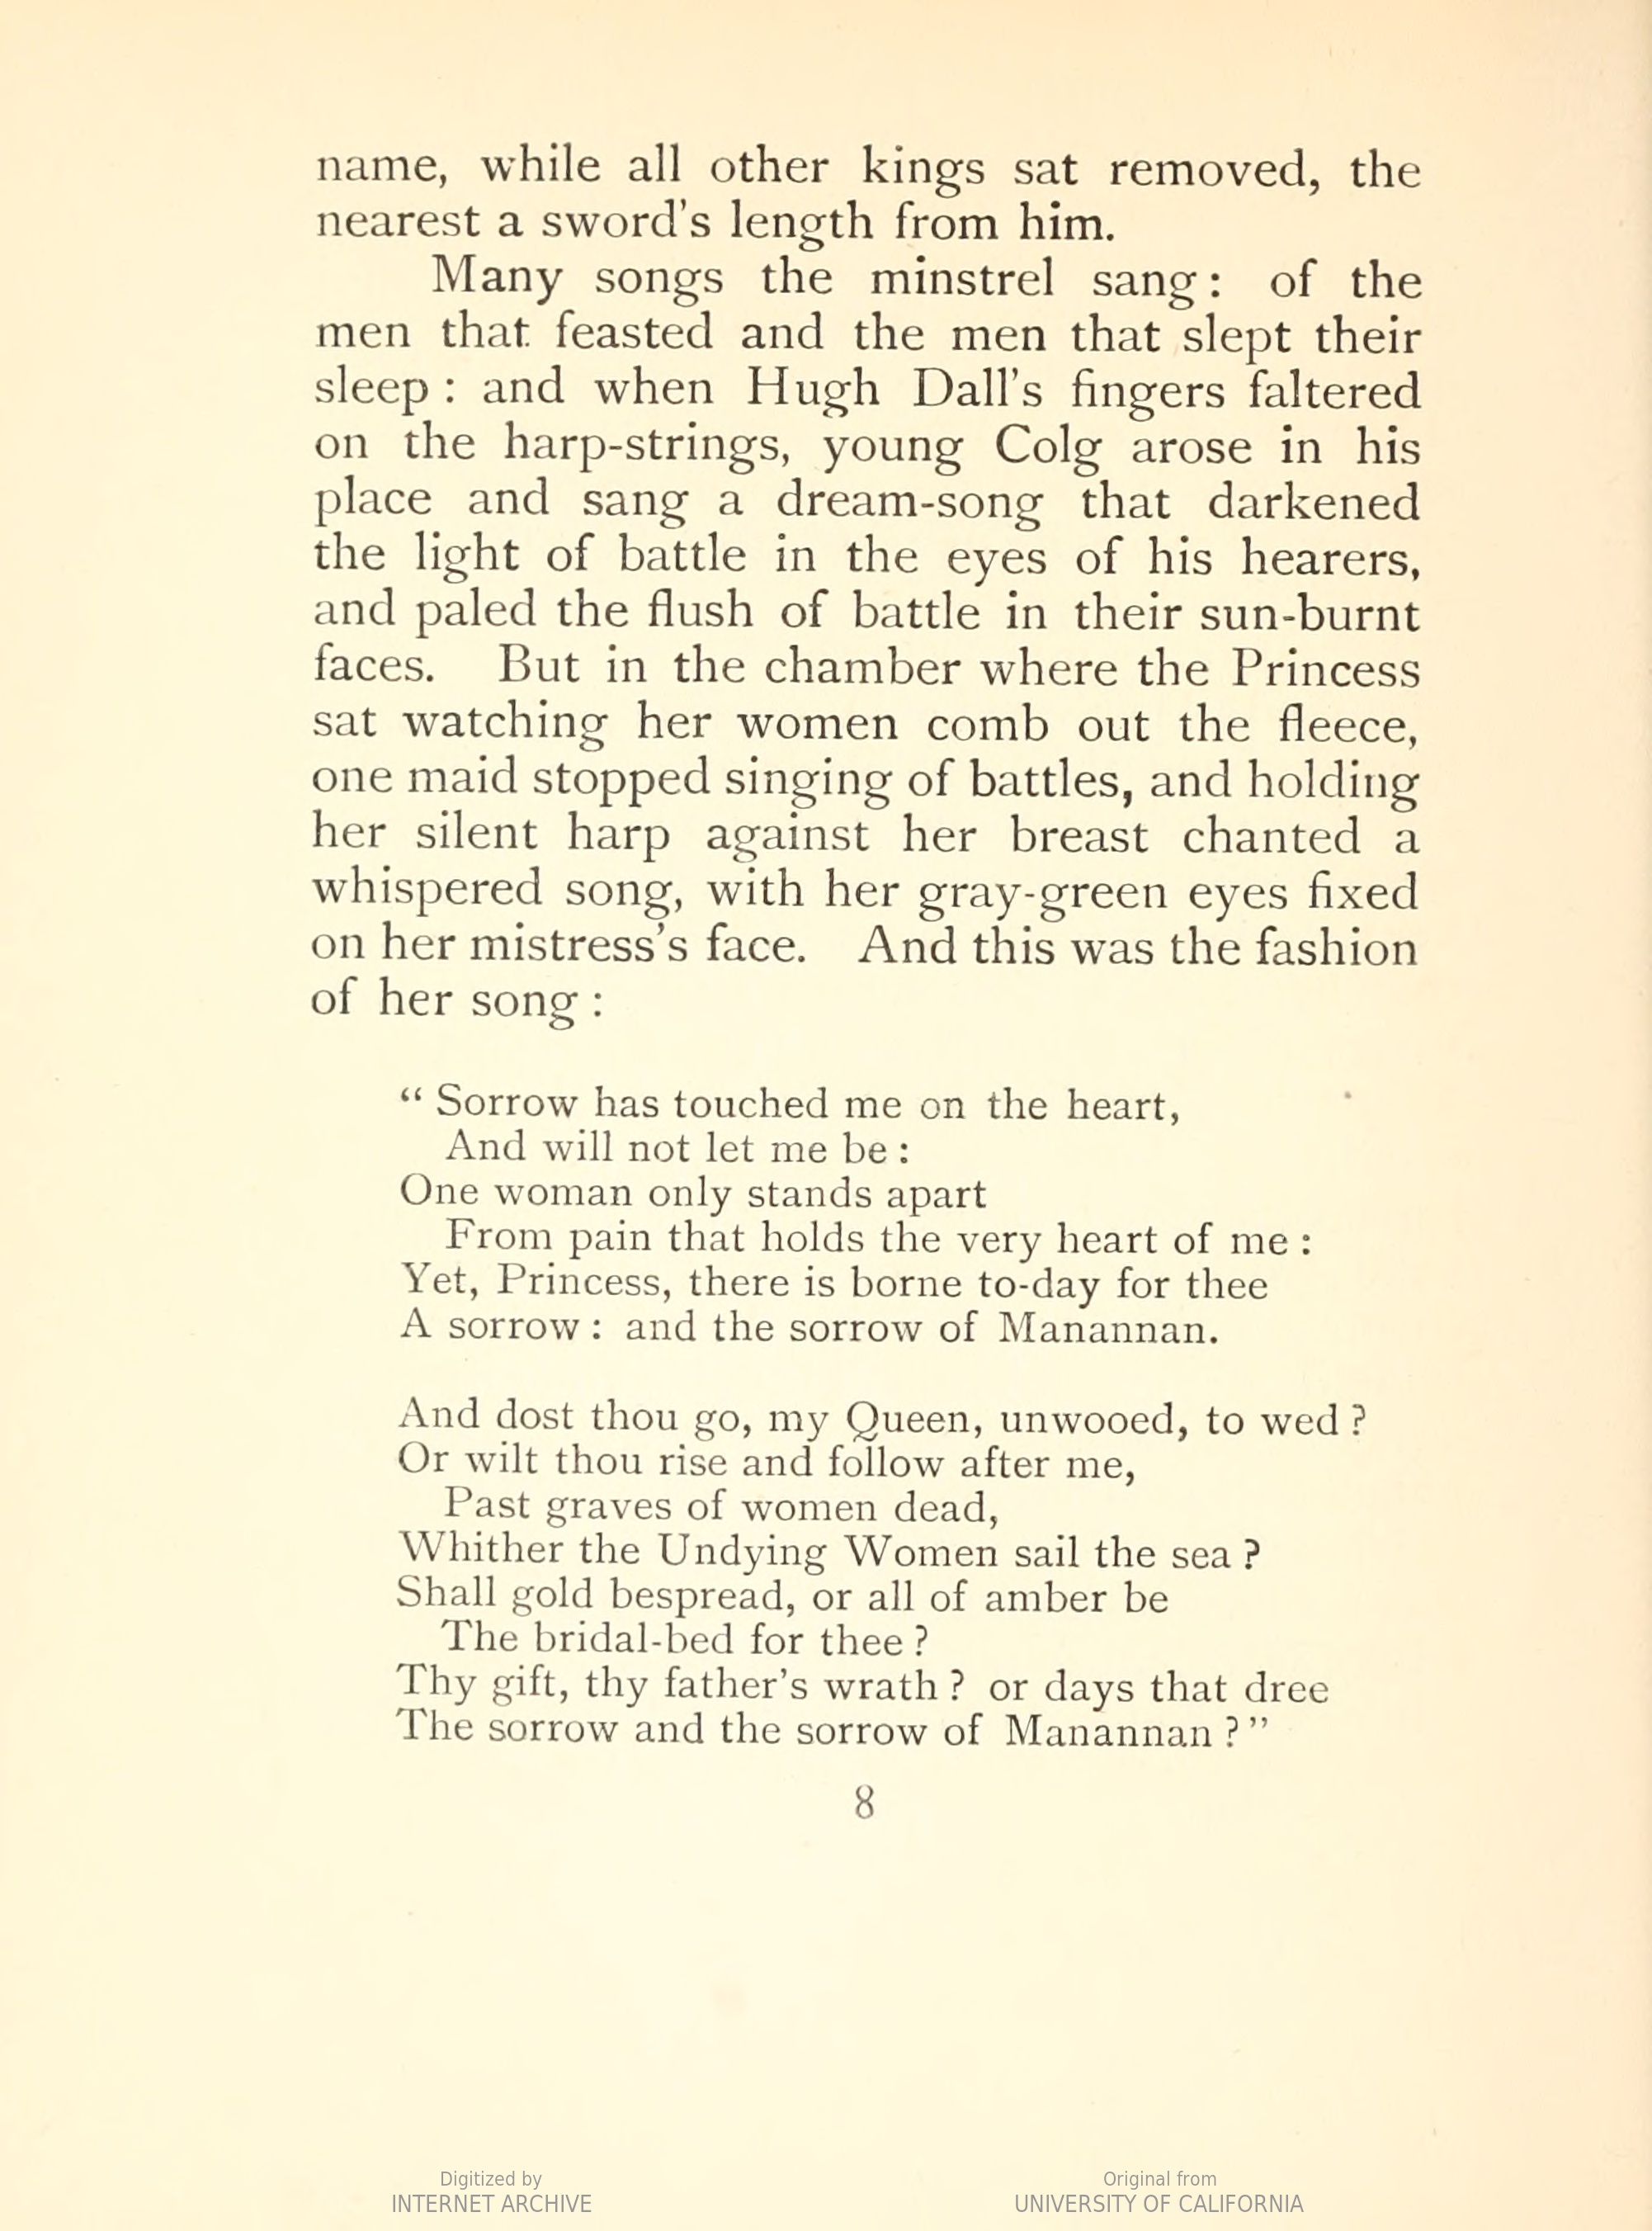 name, while all other kings sat removed, the
nearest a sword's length from him.
Many songs the minstrel sang : of the
men that feasted and the men that slept their
sleep : and when Hugh Dall's fingers faltered
on the harp-strings, young Colg arose in his
place and sang a dream-song that darkened
the light of battle in the eyes of his hearers,
and paled the flush of battle in their sun-burnt
faces. But in the chamber where the Princess
sat watching her women comb out the fleece,
one maid stopped singing of battles, and holding
her silent harp against her breast chanted a
whispered song, with her gray-green eyes fixed
on her mistress's face. And this was the fashion
of her song :
“ Sorrow has touched me on the heart,
And will not let me be :
One woman only stands apart
From pain that holds the very heart of me :
Yet, Princess, there is borne to-day for thee
A sorrow : and the sorrow of Manannan.
And dost thou go, my Queen, unwooed, to wed ?
Or wilt thou rise and follow after me,
Past graves of women dead,
Whither the Undying Women sail the sea ?
Shall gold bespread, or all of amber be
The bridal-bed for thee ?
Thy gift, thy father's wrath ? or days that dree
The sorrow and the sorrow of Manannan ? ”
8
Digitized by
INTERNET ARCHIVE
Original from
UNIVERSITY OF CALIFORNIA